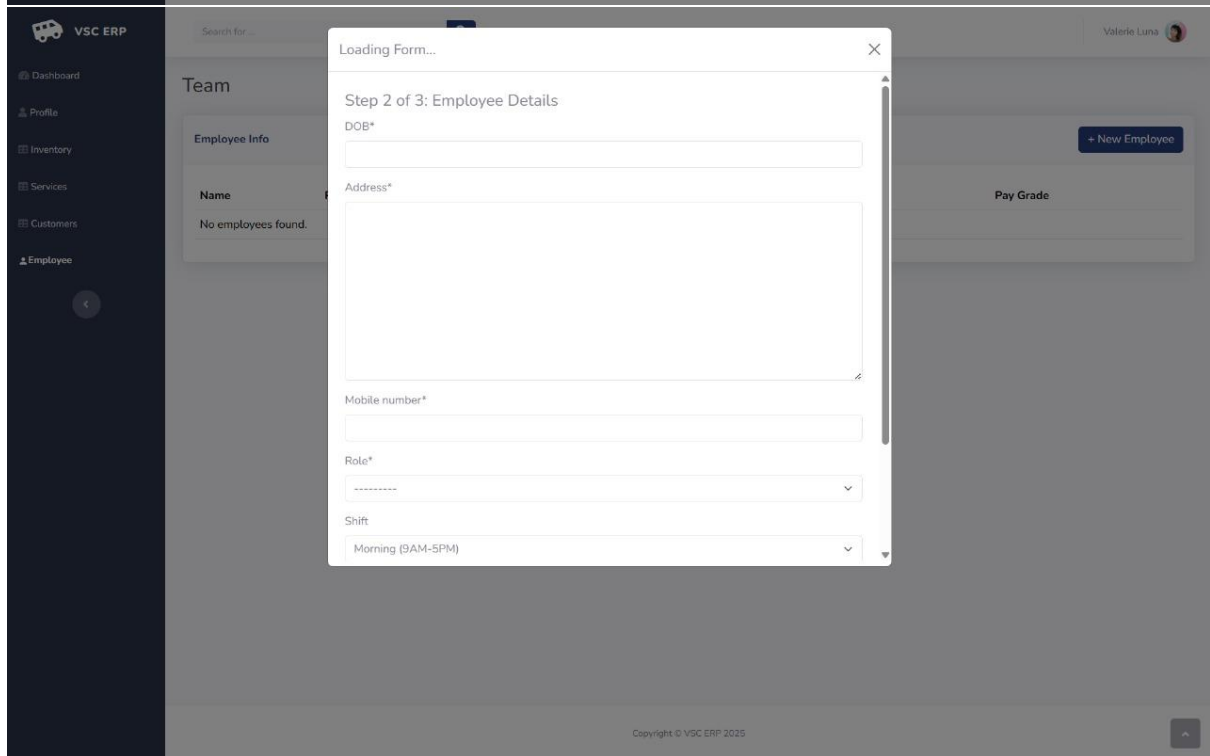 VSC ERP
Search for ...
Valerie Luna
Dashboard
Profile
Inventory
Services
Customers
Employee
Team
Employee Info
+ New Employee
Name
Pay Grade
No employees found.
Loading Form...
Step 2 of 3: Employee Details
DOB*
Address*
Mobile number*
Role*
---------
Shift
Morning (9AM-5PM)
Copyright © VSC ERP 2025